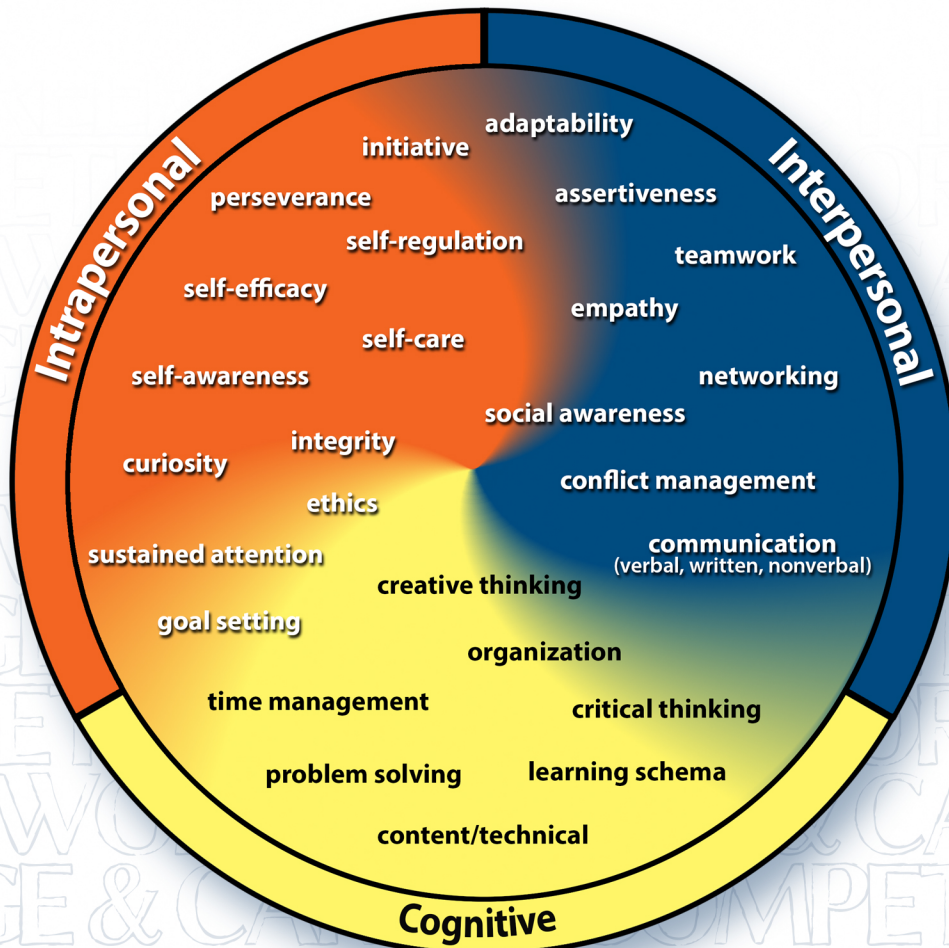 adaptability
initiative
Intrapersonal
Interpersonal
perseverance
assertiveness
self-regulation
teamwork
self-efficacy
empathy
self-care
self-awareness
networking
social awareness
integrity
curiosity
conflict management
ethics
communication
(verbal, written, nonverbal)
sustained attention
creative thinking
goal setting
organization
time management
critical thinking
problem solving
learning schema
content/technical
Cognitive